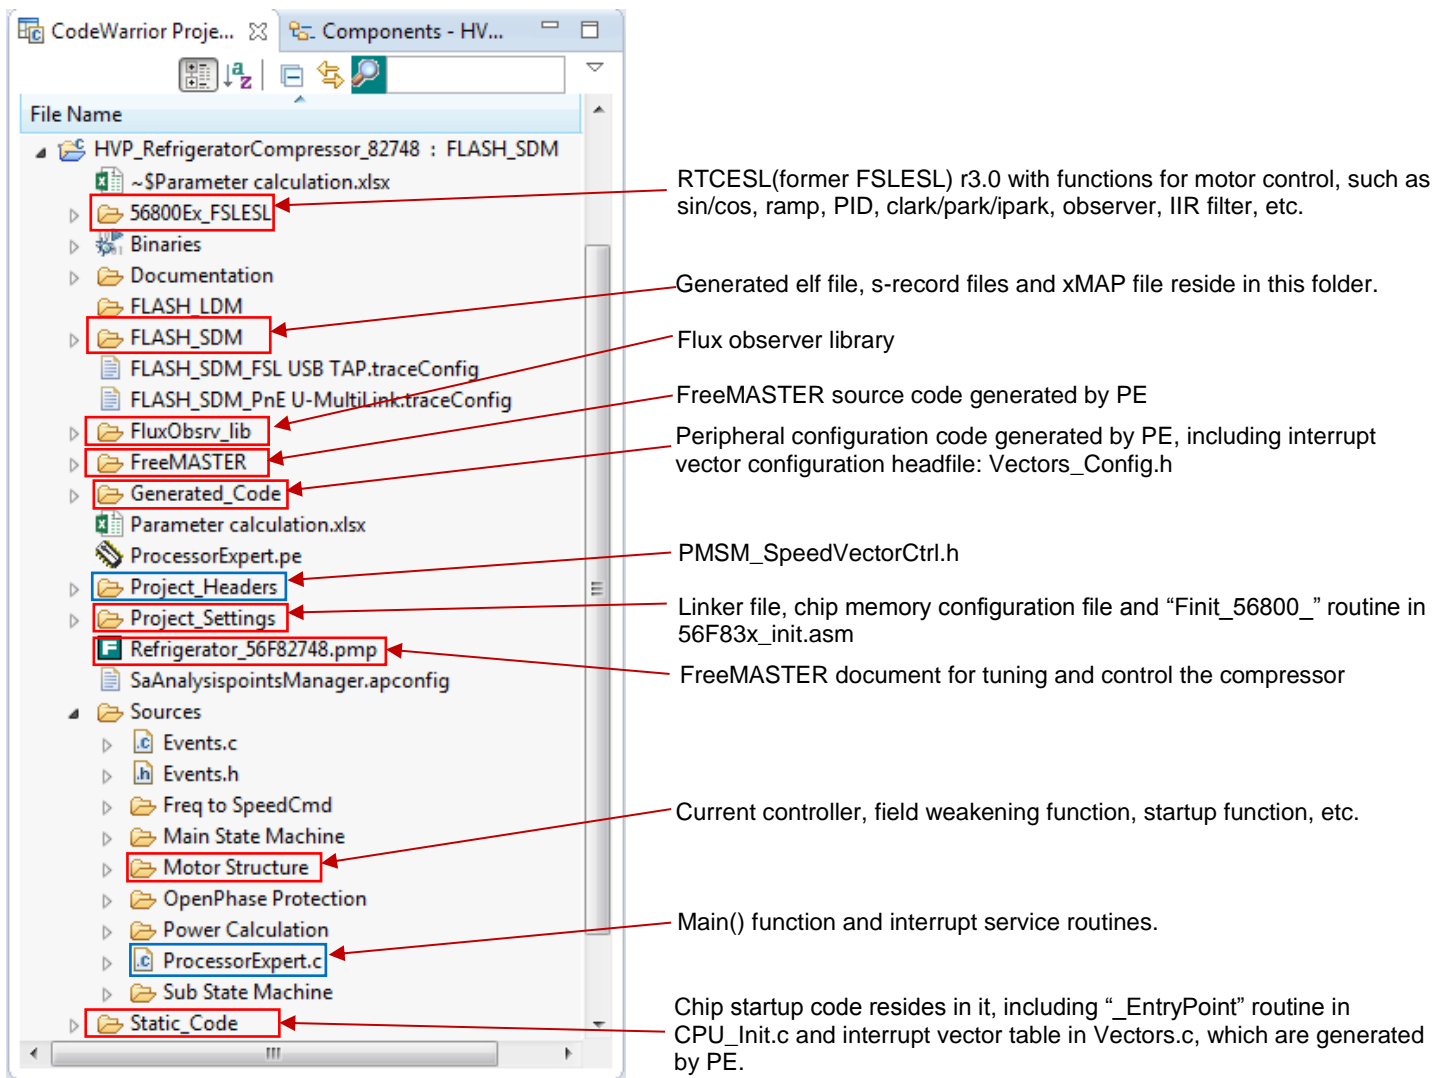 CodeWarrior Proje...
Components - HV...
File Name
HVP_RefrigeratorCompressor_82748 : FLASH_SDM
~$Parameter calculation.xlsx
56800Ex_FSLESL
Binaries
Documentation
FLASH_LDM
FLASH_SDM
FLASH_SDM_FSL USB TAP.traceConfig
FLASH_SDM_PnE U-MultiLink.traceConfig
FluxObsrv_lib
FreeMASTER
Generated_Code
Parameter calculation.xlsx
ProcessorExpert.pe
Project_Headers
Project_Settings
Refrigerator_56F82748.pmp
SaAnalysispointsManager.apconfig
Sources
Events.c
Events.h
Freq to SpeedCmd
Main State Machine
Motor Structure
OpenPhase Protection
Power Calculation
ProcessorExpert.c
Sub State Machine
Static_Code
RTCESL(former FSLESL) r3.0 with functions for motor control, such as
sin/cos, ramp, PID, clark/park/ipark, observer, IIR filter, etc.
Generated elf file, s-record files and xMAP file reside in this folder.
Flux observer library
FreeMASTER source code generated by PE
Peripheral configuration code generated by PE, including interrupt
vector configuration headfile: Vectors_Config.h
PMSM_SpeedVectorCtrl.h
Linker file, chip memory configuration file and “Finit_56800_” routine in
56F83x_init.asm
FreeMASTER document for tuning and control the compressor
Current controller, field weakening function, startup function, etc.
Main() function and interrupt service routines.
Chip startup code resides in it, including “_EntryPoint” routine in
CPU_Init.c and interrupt vector table in Vectors.c, which are generated
by PE.